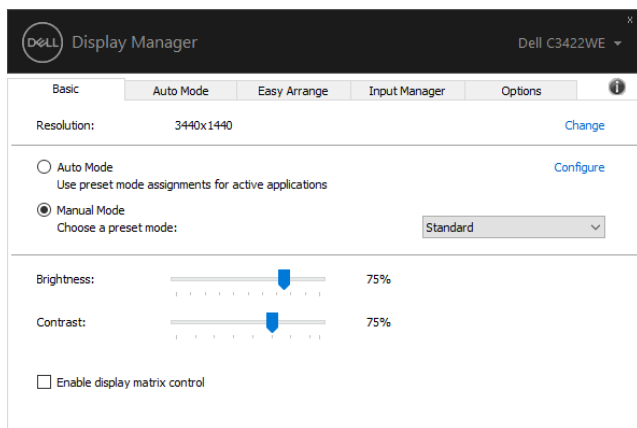 DELL Display Manager Dell C3422WE
Basic Auto Mode Easy Arrange Input Manager Options
Resolution: 3440x1440 Change
Auto Mode Configure
Use preset mode assignments for active applications
Manual Mode
Choose a preset mode: Standard
Brightness: 75%
Contrast: 75%
Enable display matrix control